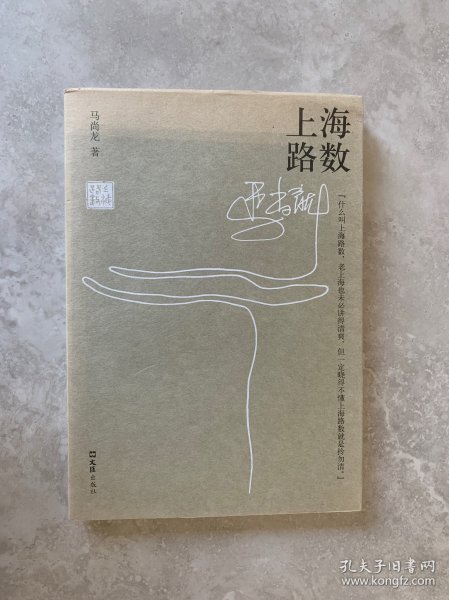 上海
路数
马尚龙 著
『什么叫上海路数，老上海也未必讲得清爽，但一定晓得不懂上海路数就是拎勿清。』
文汇出版社
孔夫子旧书网
www.kongfz.com